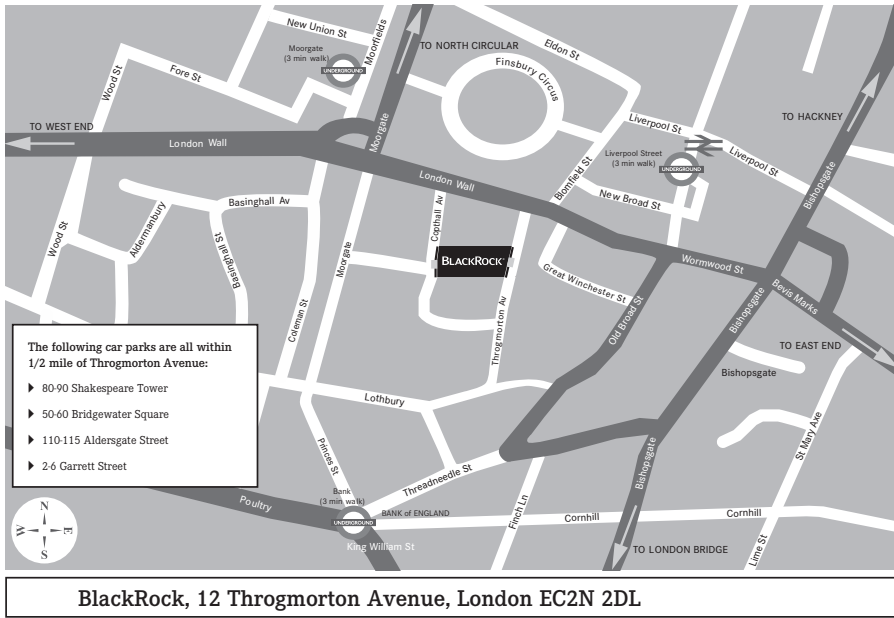 New Union St
Moorfields
Moorgate
(3 min walk)
UNDERGROUND
TO NORTH CIRCULAR
Eldon St
Finsbury Circus
Wood St
Fore St
TO HACKNEY
TO WEST END
London Wall
Moorgate
Liverpool St
Liverpool Street
(3 min walk)
UNDERGROUND
Liverpool St
Bishopsgate
London Wall
Blomfield St
New Broad St
Basinghall Av
Copthall Av
Aldermanbury
Wood St
Basinghall St
Moorgate
BLACKROCK
Wormwood St
Great Winchester St
Bevis Marks
Coleman St
Throgmorton Av
Old Broad St
Bishopsgate
TO EAST END
Bishopsgate
The following car parks are all within
1/2 mile of Throgmorton Avenue:
80-90 Shakespeare Tower
50-60 Bridgewater Square
110-115 Aldersgate Street
2-6 Garrett Street
Lothbury
Princes St
Threadneedle St
Bishopsgate
St Mary Axe
Poultry
Bank
(3 min walk)
UNDERGROUND
BANK of ENGLAND
Finch Ln
Cornhill
Cornhill
King William St
Lime St
TO LONDON BRIDGE
N
W
E
S
BlackRock, 12 Throgmorton Avenue, London EC2N 2DL